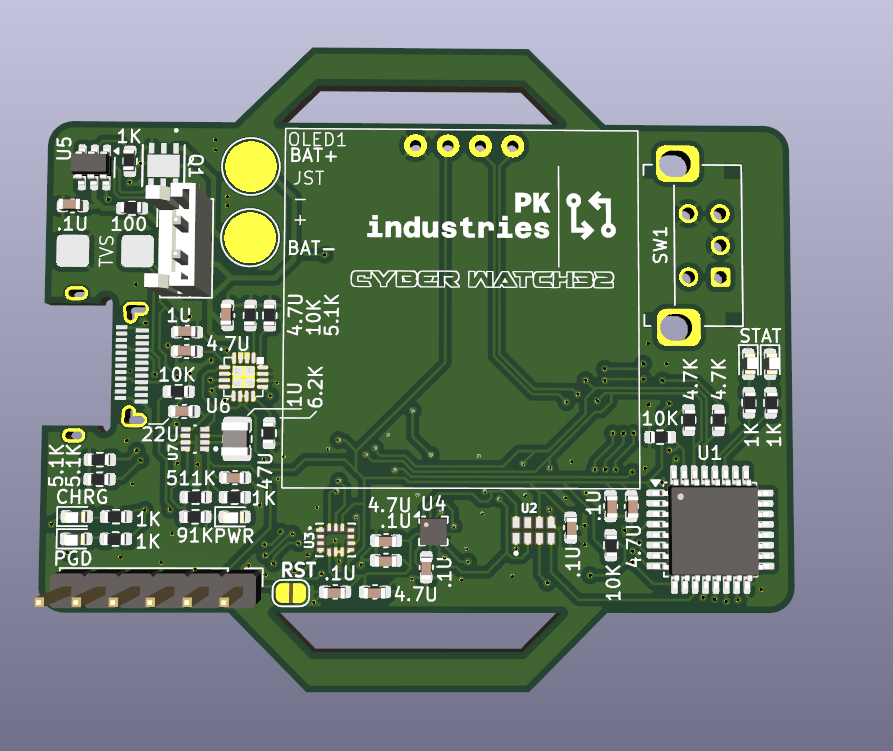 1K
OLED1
BAT+
U5
Q1
JST
-
+
PK
industries
.1U
100
BAT-
TVS
SW1
CYBER WATCH32
1U
4.7U
10K
5.1K
4.7U
STAT
10K
1U
6.2K
4.7K
4.7K
U6
22U
U7
10K
1K
1K
5.1K
5.1K
511K
47U
U1
CHRG
1K
4.7U
.1U
U4
U2
.1U
1K
91K
PWR
U3
4.7U
PGD
1K
.1U
.1U
10K
RST
.1U
4.7U